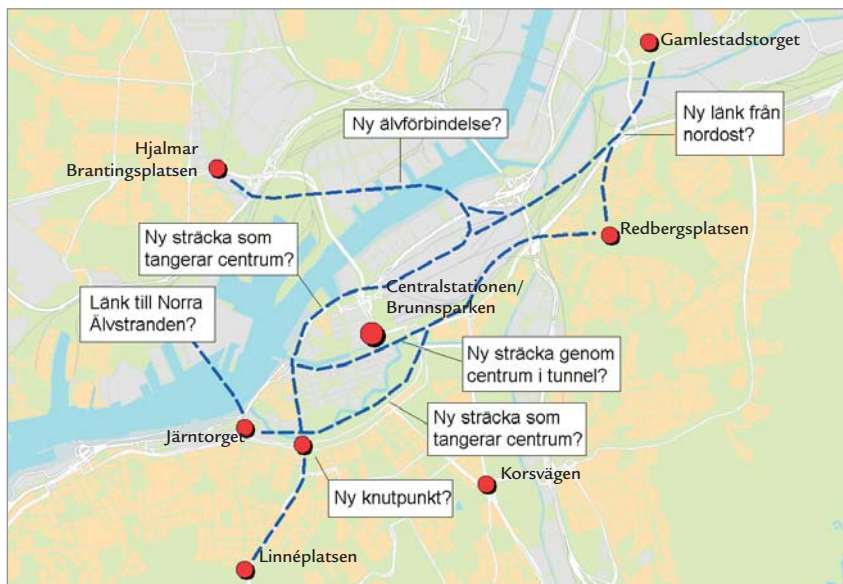 Gamlestadstorget
Ny älvförbindelse?
Ny länk från
nordost?
Hjalmar
Brantingsplatsen
Ny sträcka som
tangerar centrum?
Redbergsplatsen
Länk till Norra
Älvstranden?
Centralstationen/
Brunnsparken
Ny sträcka genom
centrum i tunnel?
Ny sträcka som
tangerar centrum?
Järntorget
Korsvägen
Ny knutpunkt?
Linnéplatsen